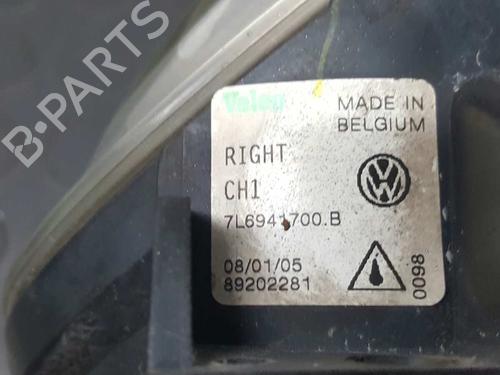 B-PARTS
Valeo
MADE IN
BELGIUM
RIGHT
CH1
7L6941700.B
08/01/05
89202281
0098